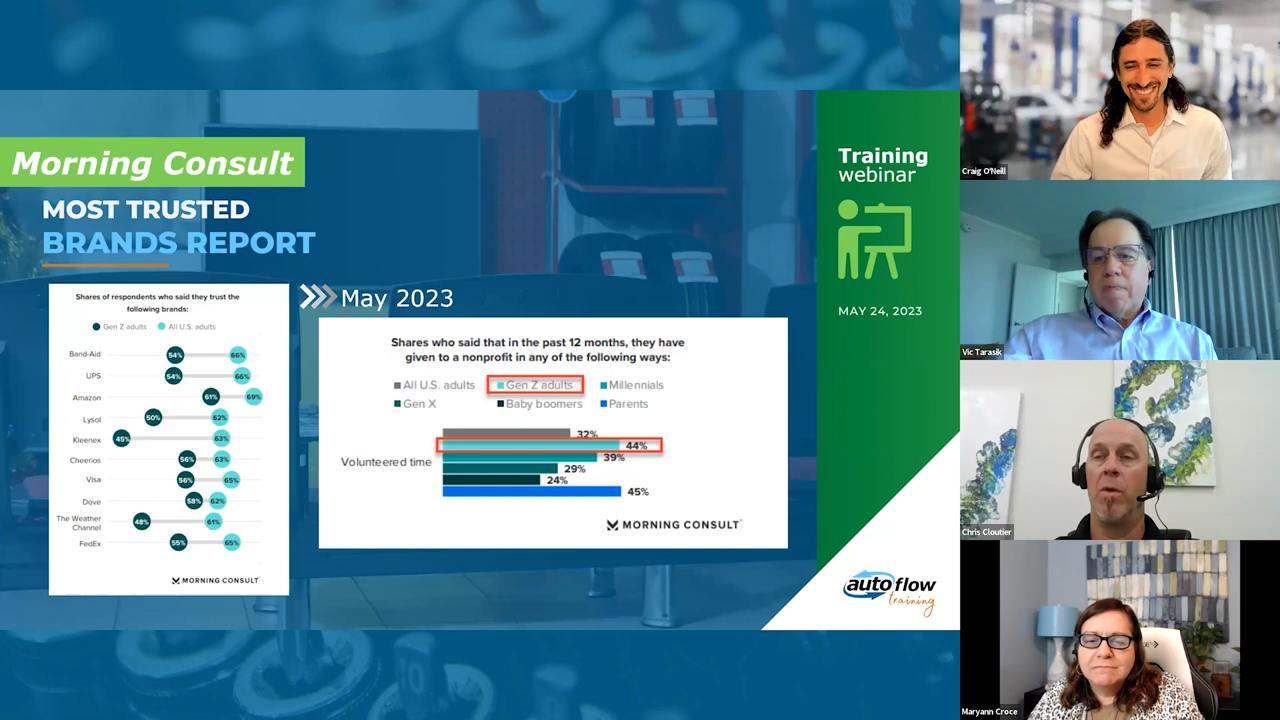 Morning Consult
MOST TRUSTED
BRANDS REPORT
Shares of respondents who said they trust the
following brands:
Gen Z adults All U.S. adults
Band-Aid 54% 66%
UPS 54% 66%
Amazon 61% 69%
Lysol 50% 62%
Kleenex 45% 63%
Cheerios 56% 63%
Visa 56% 65%
Dove 58% 62%
The Weather
Channel 48% 61%
FedEx 55% 65%
MORNING CONSULT
May 2023
Shares who said that in the past 12 months, they have
given to a nonprofit in any of the following ways:
All U.S. adults Gen Z adults Millennials
Gen X Baby boomers Parents
Volunteered time
32%
44%
39%
29%
24%
45%
MORNING CONSULT
Training
webinar
MAY 24, 2023
autoflow
training
Craig O'Neill
Vic Tarasik
Chris Cloutier
Maryann Croce